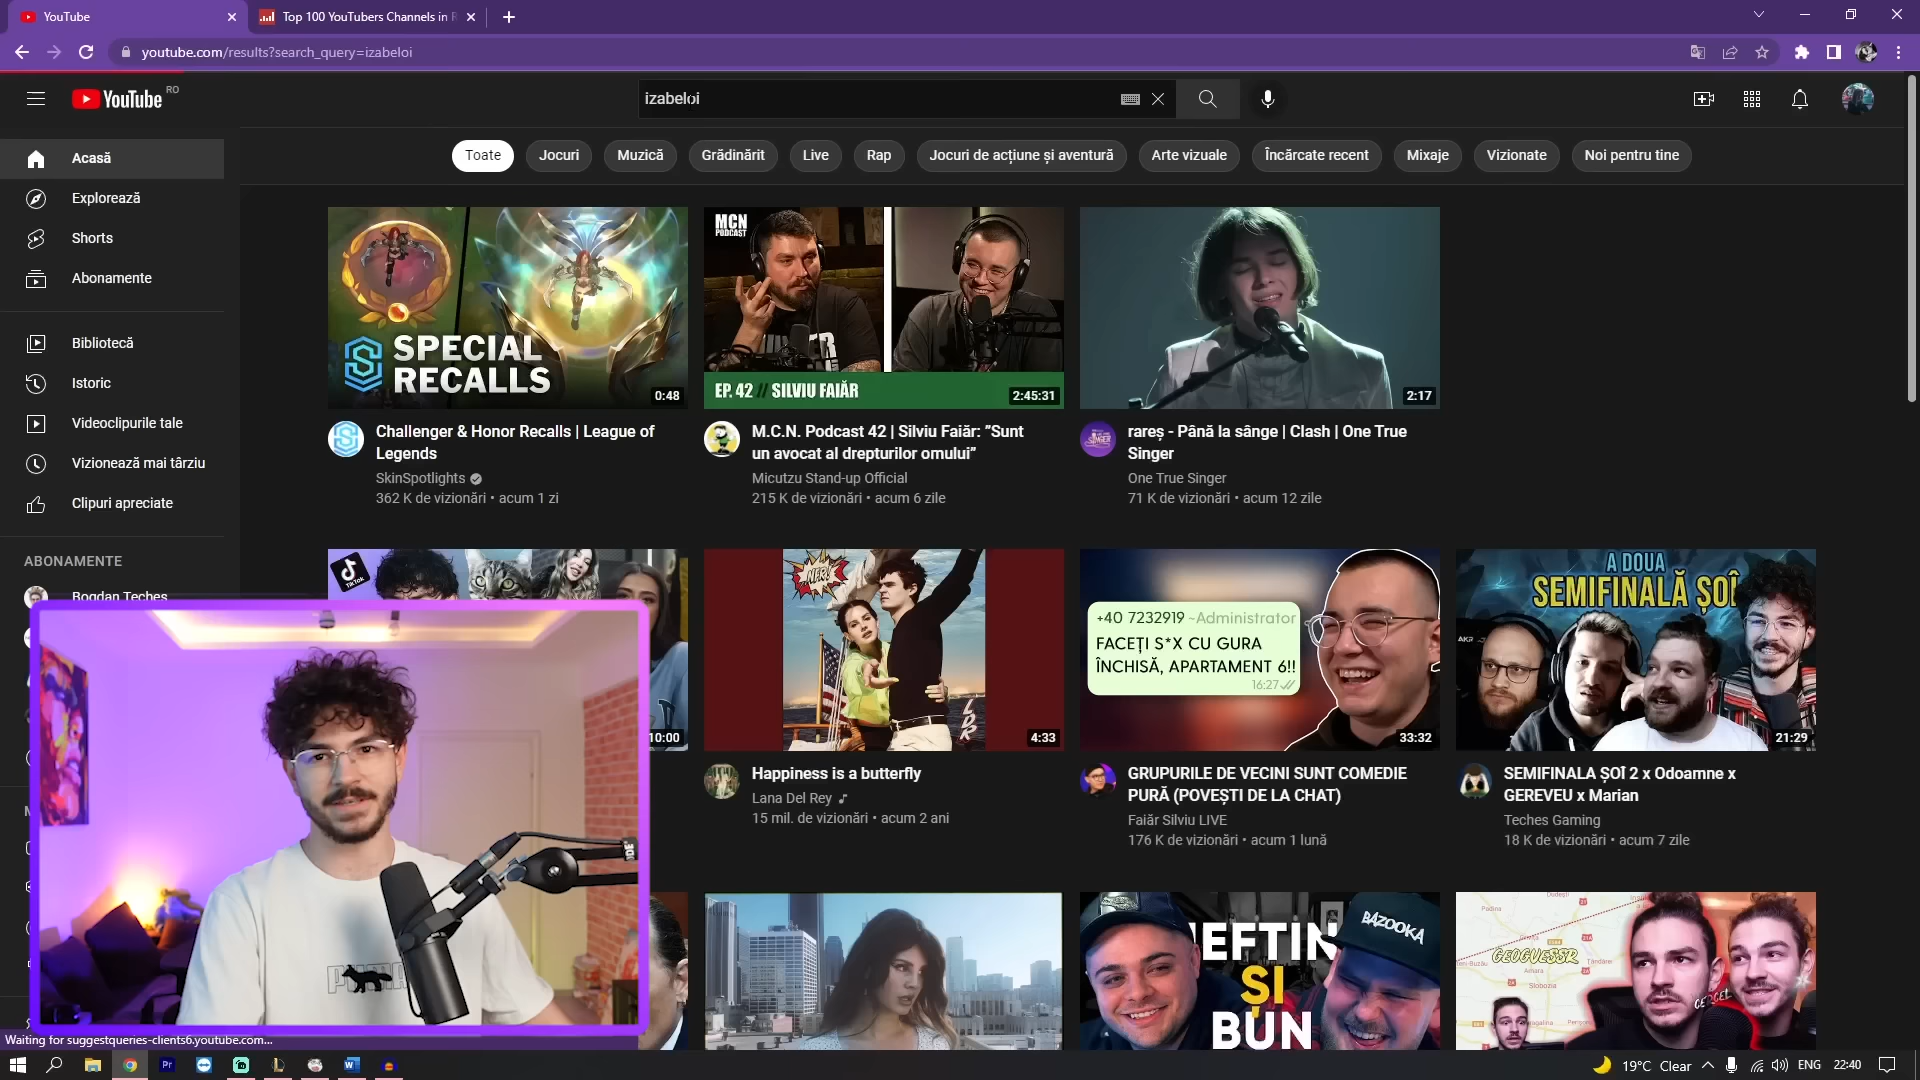 YouTube
Top 100 YouTubers Channels in R
youtube.com/results?search_query=izabeloi
YouTube RO
izabeloi
Toate
Jocuri
Muzică
Grădinărit
Live
Rap
Jocuri de acțiune și aventură
Arte vizuale
Încărcate recent
Mixaje
Vizionate
Noi pentru tine
Acasă
Explorează
Shorts
Abonamente
Bibliotecă
Istoric
Videoclipurile tale
Vizionează mai târziu
Clipuri apreciate
ABONAMENTE
Bogdan Teches
SPECIAL
RECALLS
0:48
Challenger & Honor Recalls | League of
Legends
SkinSpotlights
362 K de vizionări • acum 1 zi
MCN
PODCAST
EP. 42 // SILVIU FAIĂR
2:45:31
M.C.N. Podcast 42 | Silviu Faiăr: ”Sunt
un avocat al drepturilor omului”
Micutzu Stand-up Official
215 K de vizionări • acum 6 zile
2:17
rareș - Până la sânge | Clash | One True
Singer
One True Singer
71 K de vizionări • acum 12 zile
TikTok
10:00
NFR!
LDR
4:33
Happiness is a butterfly
Lana Del Rey
15 mil. de vizionări • acum 2 ani
+40 7232919 ~Administrator
FACEȚI S*X CU GURA
ÎNCHISĂ, APARTAMENT 6!!
16:27
33:32
GRUPURILE DE VECINI SUNT COMEDIE
PURĂ (POVEȘTI DE LA CHAT)
Faiăr Silviu LIVE
176 K de vizionări • acum 1 lună
A DOUA
SEMIFINALĂ ȘOÎ
21:29
SEMIFINALA ȘOÎ 2 x Odoamne x
GEREVEU x Marian
Teches Gaming
18 K de vizionări • acum 7 zile
IEFTIN
ȘI
BUN
BAZOOKA
GEOGUESSR
Slobozia
Waiting for suggestqueries-clients6.youtube.com...
19°C Clear
ENG
22:40